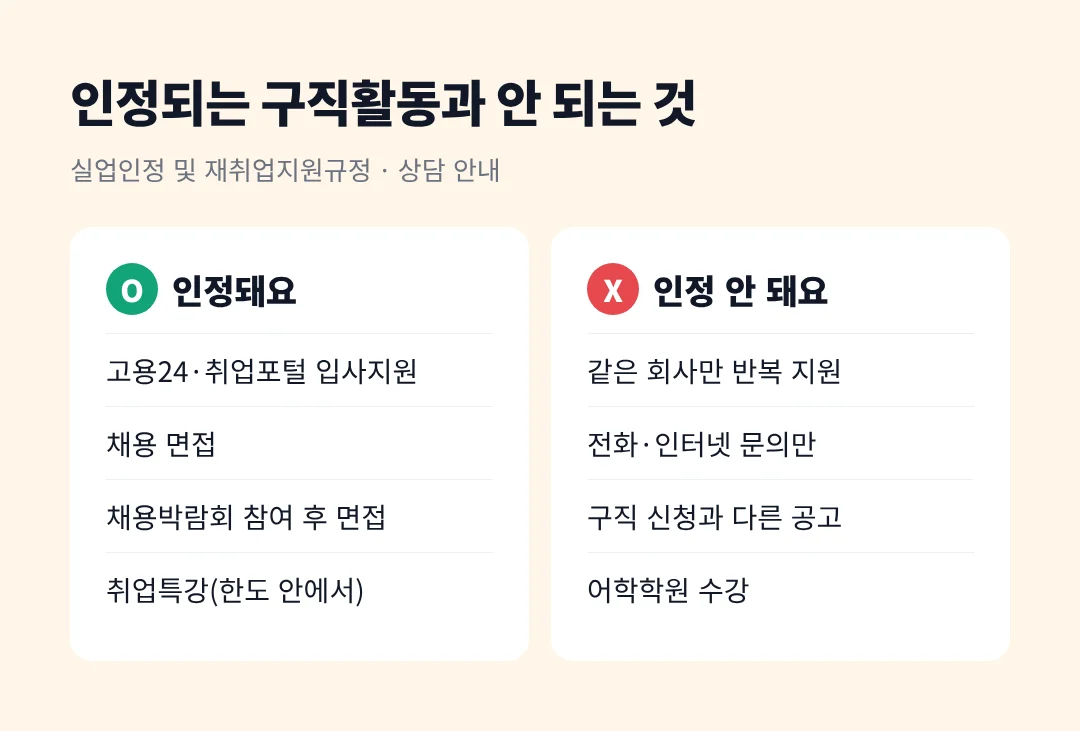 인정되는 구직활동과 안 되는 것
실업인정 및 재취업지원규정 · 상담 안내
O 인정돼요
고용24·취업포털 입사지원
채용 면접
채용박람회 참여 후 면접
취업특강(한도 안에서)
X 인정 안 돼요
같은 회사만 반복 지원
전화·인터넷 문의만
구직 신청과 다른 공고
어학학원 수강